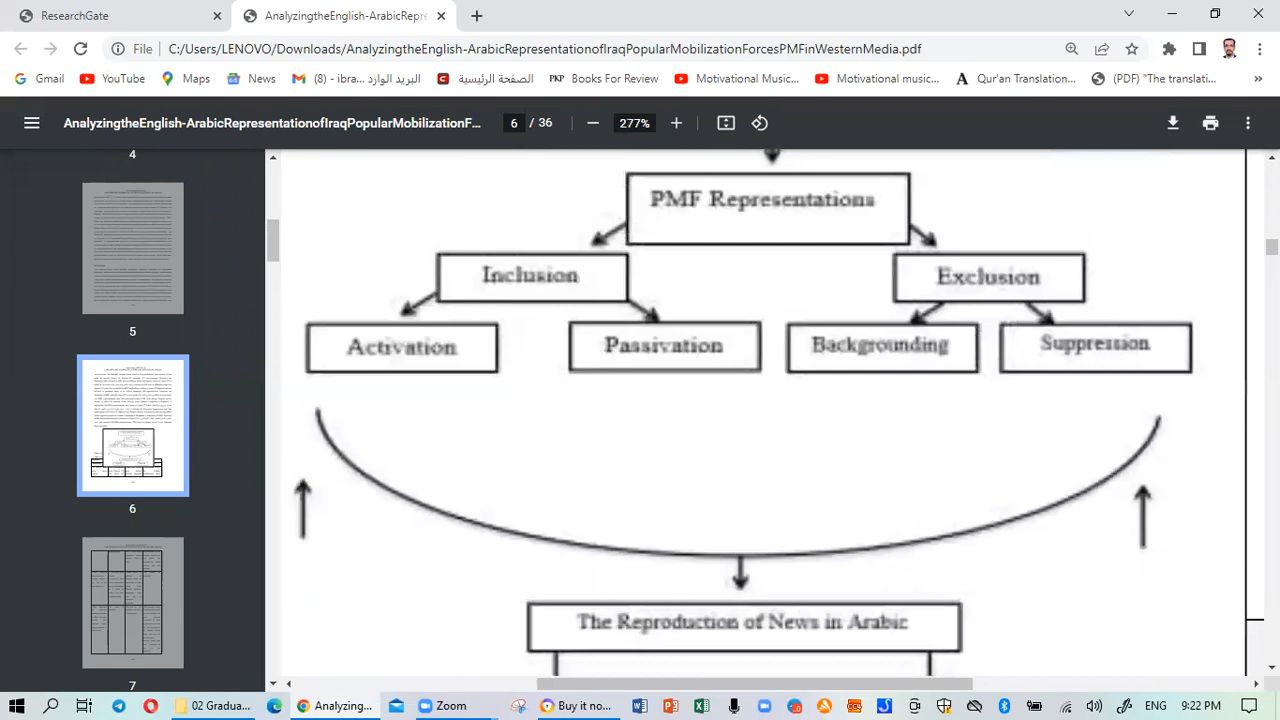 ResearchGate
AnalyzingtheEnglish-ArabicRepre
File
C:/Users/LENOVO/Downloads/AnalyzingtheEnglish-ArabicRepresentationofIraqPopularMobilizationForcesPMFinWesternMedia.pdf
Gmail
YouTube
Maps
News
(8) - ibra... البريد الوارد
الصفحة الرئيسية
PKP Books For Review
Motivational Music...
Motivational music...
A Qur'an Translation...
(PDF) "The translati...
AnalyzingtheEnglish-ArabicRepresentationofIraqPopularMobilizationF...
6 / 36
277%
4
5
6
7
PMF Representations
Inclusion
Exclusion
Activation
Passivation
Backgrounding
Suppression
The Reproduction of News in Arabic
02 Gradua...
Analyzing...
Zoom
Zoom
Buy it no...
ENG
9:22 PM